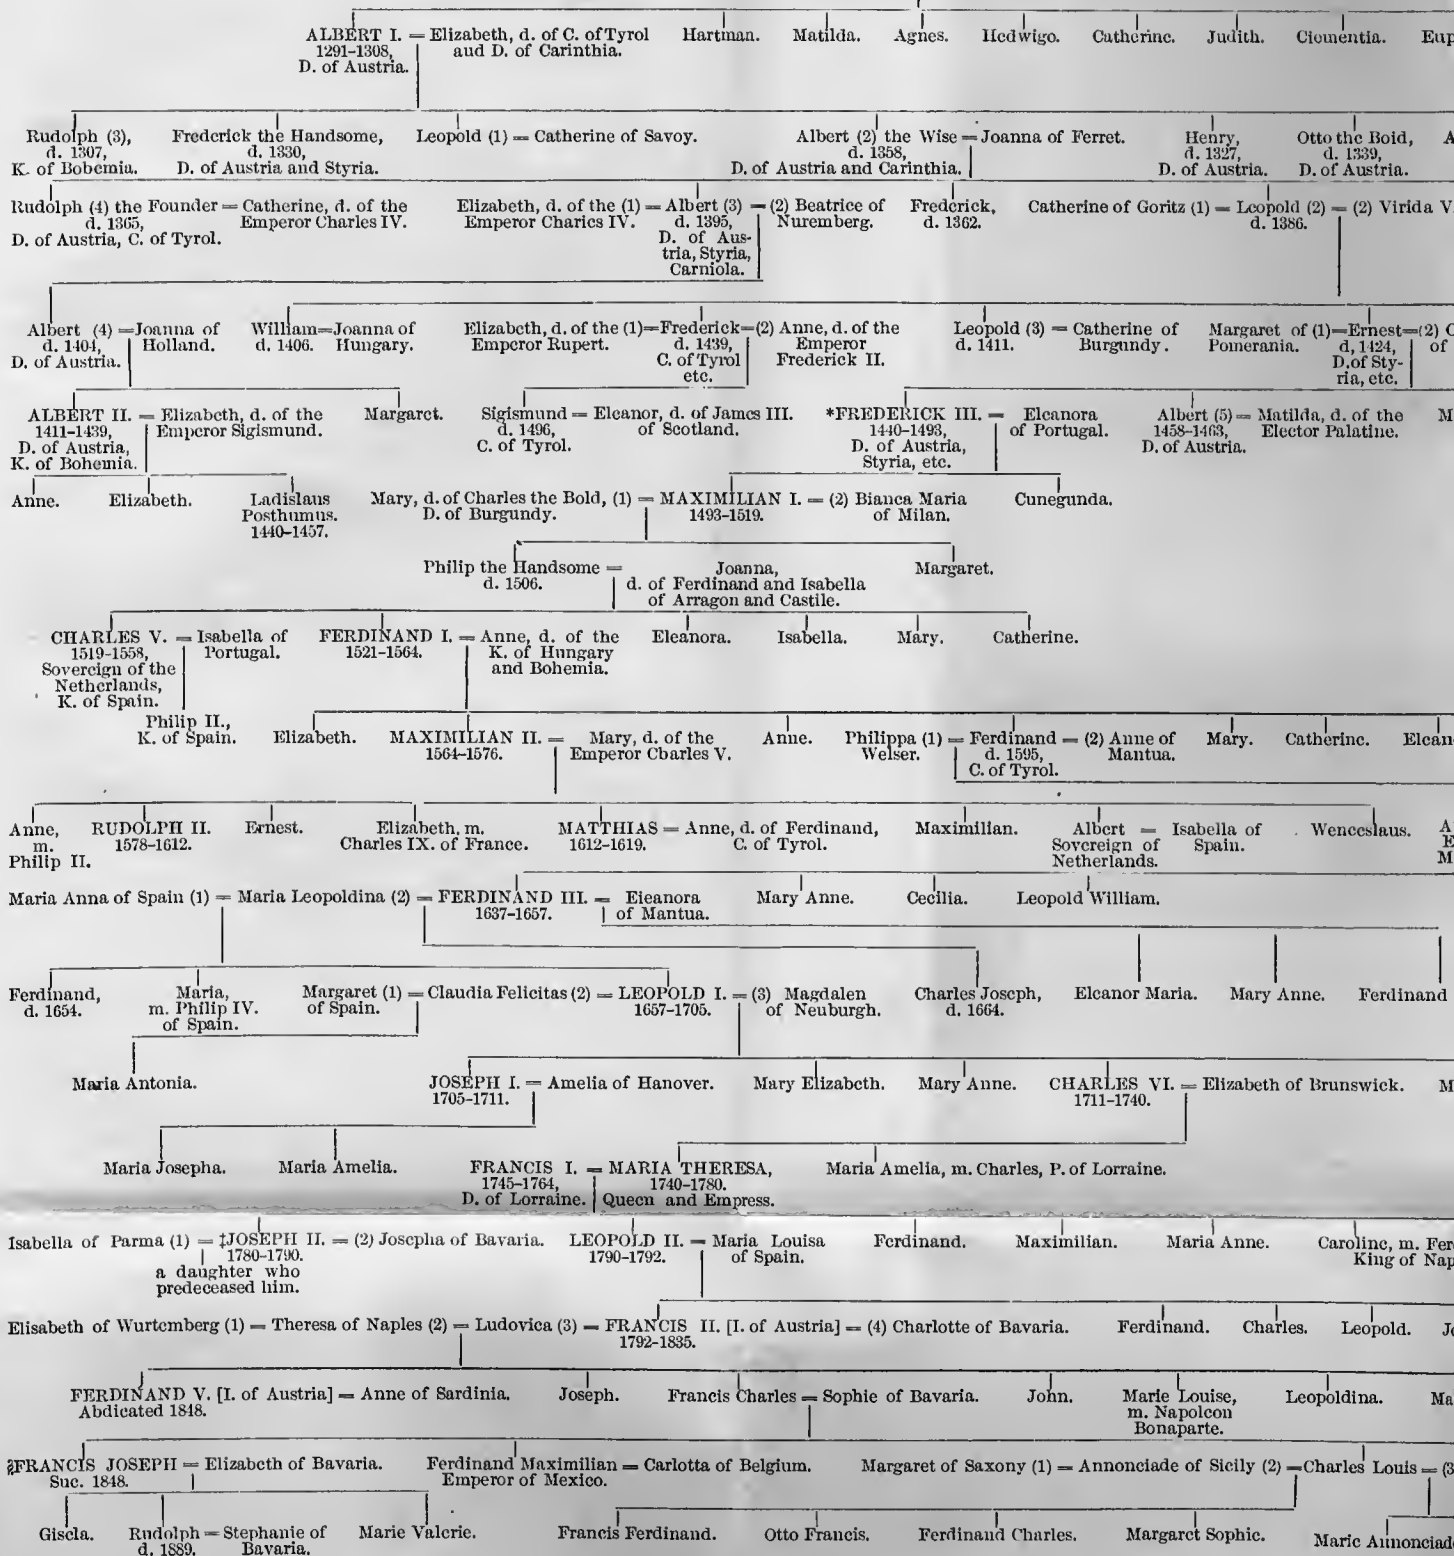 ALBERT I. = Elizabeth, d. of C. of Tyrol Hartman. Matilda. Agnes. Hedwigo. Catherine. Judith. Clementia. Eup
1291-1308, and D. of Carinthia.
D. of Austria.
Rudolph (3), Frederick the Handsome, Leopold (1) = Catherine of Savoy. Albert (2) the Wise = Joanna of Ferret. Henry, Otto the Bold, A
d. 1307, d. 1330, d. 1358, d. 1327, d. 1339,
K. of Bohemia. D. of Austria and Styria. D. of Austria and Carinthia. D. of Austria. D. of Austria.
Rudolph (4) the Founder = Catherine, d. of the Elizabeth, d. of the (1) = Albert (3) = (2) Beatrice of Frederick, Catherine of Goritz (1) = Leopold (2) = (2) Virida V
d. 1365, Emperor Charles IV. Emperor Charles IV. d. 1395, Nuremberg. d. 1362. d. 1386.
D. of Austria, C. of Tyrol. D. of Aus-
tria, Styria,
Carniola.
Albert (4) = Joanna of William = Joanna of Elizabeth, d. of the (1) = Frederick = (2) Anne, d. of the Leopold (3) = Catherine of Margaret of (1) = Ernest = (2) C
d. 1404, Holland. d. 1406. Hungary. Emperor Rupert. d. 1439, Emperor d. 1411. Burgundy. Pomerania. d, 1424, of
D. of Austria. C. of Tyrol Frederick II. D. of Sty-
etc. ria, etc.
ALBERT II. = Elizabeth, d. of the Margaret. Sigismund = Eleanor, d. of James III. *FREDERICK III. = Eleanora Albert (5) = Matilda, d. of the M
1411-1439, Emperor Sigismund. d. 1496, of Scotland. 1440-1493, of Portugal. 1458-1463, Elector Palatine.
D. of Austria, C. of Tyrol. D. of Austria, D. of Austria.
K. of Bohemia. Styria, etc.
Anne. Elizabeth. Ladislaus Mary, d. of Charles the Bold, (1) = MAXIMILIAN I. = (2) Bianca Maria Cunegunda.
Posthumus. D. of Burgundy. 1493-1519. of Milan.
1440-1457.
Philip the Handsome = Joanna, Margaret.
d. 1506. d. of Ferdinand and Isabella
of Arragon and Castile.
CHARLES V. = Isabella of FERDINAND I. = Anne, d. of the Eleanora. Isabella. Mary. Catherine.
1519-1558, Portugal. 1521-1564. K. of Hungary
Sovereign of the and Bohemia.
Netherlands,
K. of Spain.
Philip II., Elizabeth. MAXIMILIAN II. = Mary, d. of the Anne. Philippa (1) = Ferdinand = (2) Anne of Mary. Catherine. Elean
K. of Spain. 1564-1576. Emperor Charles V. Welser. d. 1595, Mantua.
C. of Tyrol.
Anne, RUDOLPH II. Ernest. Elizabeth, m. MATTHIAS = Anne, d. of Ferdinand, Maximilian. Albert = Isabella of Wenceslaus. A
m. 1578-1612. Charles IX. of France. 1612-1619. C. of Tyrol. Sovereign of Spain. E
Philip II. Netherlands. M
Maria Anna of Spain (1) = Maria Leopoldina (2) = FERDINAND III. = Eleanora Mary Anne. Cecilia. Leopold William.
1637-1657. of Mantua.
Ferdinand, Maria, Margaret (1) = Claudia Felicitas (2) = LEOPOLD I. = (3) Magdalen Charles Joseph, Eleanor Maria. Mary Anne. Ferdinand
d. 1654. m. Philip IV. of Spain. 1657-1705. of Neuburgh. d. 1664.
of Spain.
Maria Antonia. JOSEPH I. = Amelia of Hanover. Mary Elizabeth. Mary Anne. CHARLES VI. = Elizabeth of Brunswick. M
1705-1711. 1711-1740.
Maria Josepha. Maria Amelia. FRANCIS I. = MARIA THERESA, Maria Amelia, m. Charles, P. of Lorraine.
1745-1764, 1740-1780.
D. of Lorraine. Queen and Empress.
Isabella of Parma (1) = ‡JOSEPH II. = (2) Josepha of Bavaria. LEOPOLD II. = Maria Louisa Ferdinand. Maximilian. Maria Anne. Caroline, m. Fer
1780-1790. 1790-1792. of Spain. King of Nap
a daughter who
predeceased him.
Elisabeth of Wurtemberg (1) = Theresa of Naples (2) = Ludovica (3) = FRANCIS II. [I. of Austria] = (4) Charlotte of Bavaria. Ferdinand. Charles. Leopold. Jo
1792-1835.
FERDINAND V. [I. of Austria] = Anne of Sardinia. Joseph. Francis Charles = Sophie of Bavaria. John. Marie Louise, Leopoldina. Ma
Abdicated 1848. m. Napoleon
Bonaparte.
FRANCIS JOSEPH = Elizabeth of Bavaria. Ferdinand Maximilian = Carlotta of Belgium. Margaret of Saxony (1) = Annonciade of Sicily (2) = Charles Louis = (3
Suc. 1848. Emperor of Mexico.
Gisela. Rudolph = Stephanie of Marie Valerie. Francis Ferdinand. Otto Francis. Ferdinand Charles. Margaret Sophie. Marie Annonciade
d. 1889. Bavaria.